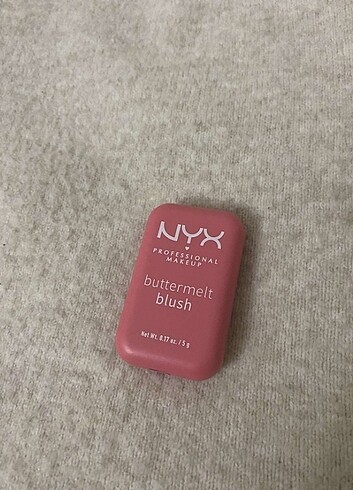 NYX
PROFESSIONAL
MAKEUP
buttermelt
blush
Net Wt. 0.17 oz. / 5 g